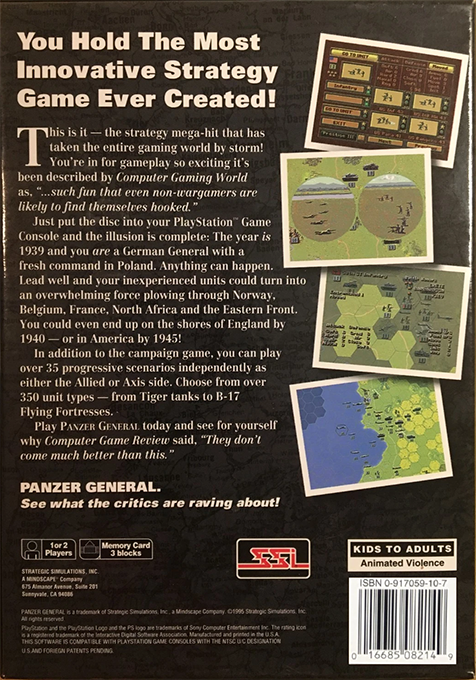 You Hold The Most
Innovative Strategy
Game Ever Created!
This is it — the strategy mega-hit that has
taken the entire gaming world by storm!
You're in for gameplay so exciting it's
been described by Computer Gaming World
as, "...such fun that even non-wargamers are
likely to find themselves hooked."
Just put the disc into your PlayStation™ Game
Console and the illusion is complete: The year is
1939 and you are a German General with a
fresh command in Poland. Anything can happen.
Lead well and your inexperienced units could turn into
an overwhelming force plowing through Norway,
Belgium, France, North Africa and the Eastern Front.
You could even end up on the shores of England by
1940 — or in America by 1945!
In addition to the campaign game, you can play
over 35 progressive scenarios independently as
either the Allied or Axis side. Choose from over
350 unit types — from Tiger tanks to B-17
Flying Fortresses.
Play PANZER GENERAL today and see for yourself
why Computer Game Review said, "They don't
come much better than this."
PANZER GENERAL.
See what the critics are raving about!
GO TO UNIT
Infantry
GO TO UNIT
EXIT
1 or 2
Players
Memory Card
3 blocks
SSI
KIDS TO ADULTS
Animated Violence
STRATEGIC SIMULATIONS, INC.
A MINDSCAPE Company
675 Almanor Avenue, Suite 201
Sunnyvale, CA 94086
ISBN 0-917059-10-7
0 16685 08214 9
PANZER GENERAL is a trademark of Strategic Simulations, Inc., a Mindscape Company. ©1995 Strategic Simulations, Inc.
All rights reserved.
PlayStation and the PlayStation Logo and the PS logo are trademarks of Sony Computer Entertainment Inc. The rating icon
is a registered trademark of the Interactive Digital Software Association. Manufactured and printed in the U.S.A.
THIS SOFTWARE IS COMPATIBLE WITH PLAYSTATION GAME CONSOLES WITH THE NTSC U/C DESIGNATION
U.S. AND FOREIGN PATENTS PENDING.